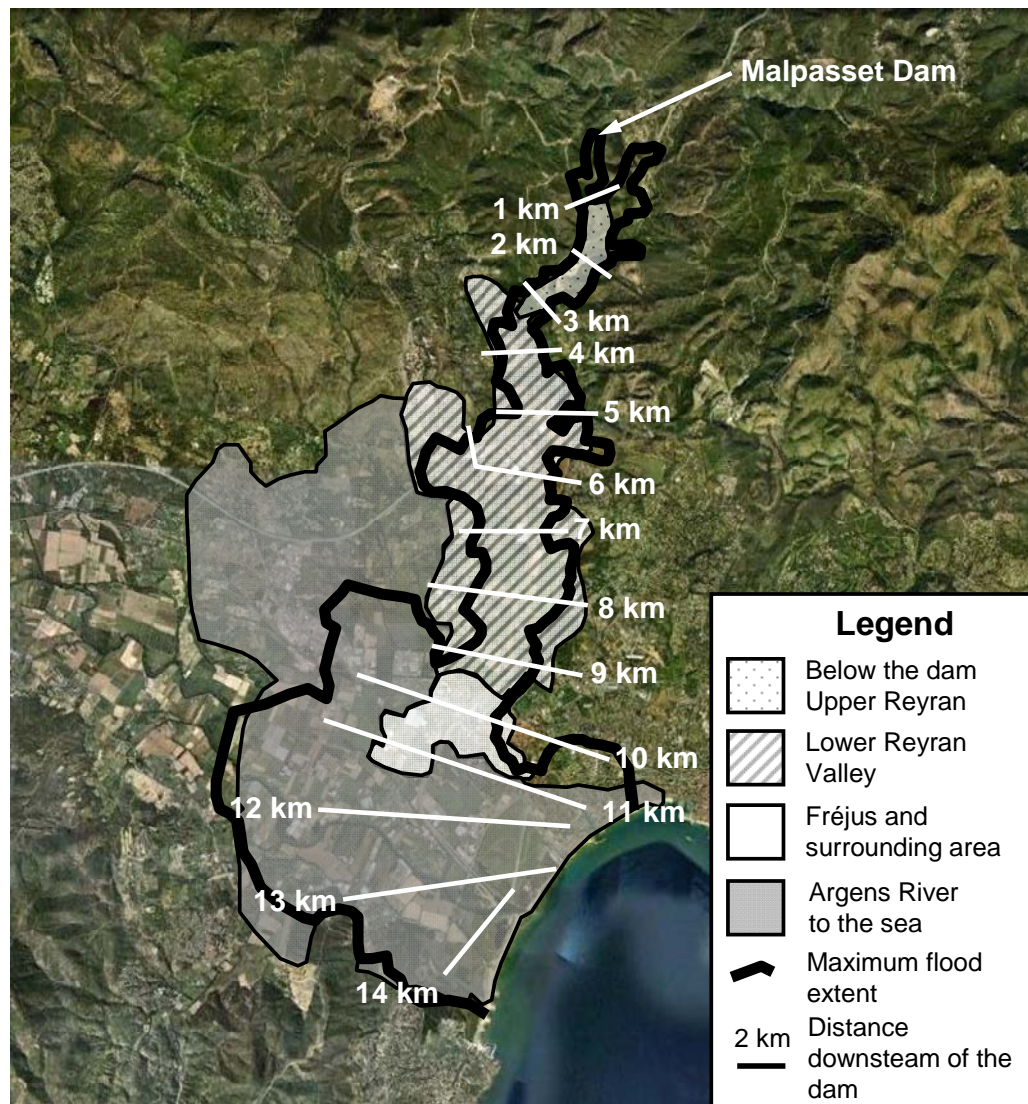 Malpasset Dam
1 km
2 km
3 km
4 km
5 km
6 km
7 km
8 km
9 km
10 km
11 km
12 km
13 km
14 km
Legend
Below the dam
Upper Reyran
Lower Reyran
Valley
Fréjus and
surrounding area
Argens River
to the sea
Maximum flood
extent
2 km
Distance
downsteam of the
dam